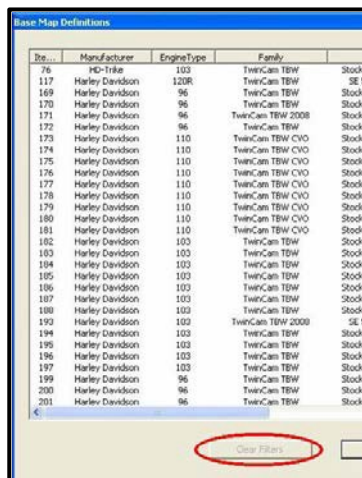 Base Map Definitions
Ite... Manufacturer EngineType Family
76 HD-Trike 103 TwinCam TBW Stock
117 Harley Davidson 120R TwinCam TBW SE
169 Harley Davidson 96 TwinCam TBW Stock
170 Harley Davidson 96 TwinCam TBW Stock
171 Harley Davidson 96 TwinCam TBW 2008 Stock
172 Harley Davidson 96 TwinCam TBW Stock
173 Harley Davidson 110 TwinCam TBW CVO Stock
174 Harley Davidson 110 TwinCam TBW CVO Stock
175 Harley Davidson 110 TwinCam TBW CVO Stock
176 Harley Davidson 110 TwinCam TBW CVO Stock
177 Harley Davidson 110 TwinCam TBW CVO Stock
178 Harley Davidson 110 TwinCam TBW CVO Stock
179 Harley Davidson 110 TwinCam TBW CVO Stock
180 Harley Davidson 110 TwinCam TBW CVO Stock
181 Harley Davidson 110 TwinCam TBW CVO Stock
182 Harley Davidson 103 TwinCam TBW Stock
183 Harley Davidson 103 TwinCam TBW Stock
184 Harley Davidson 103 TwinCam TBW Stock
185 Harley Davidson 103 TwinCam TBW Stock
186 Harley Davidson 103 TwinCam TBW Stock
187 Harley Davidson 103 TwinCam TBW Stock
188 Harley Davidson 103 TwinCam TBW Stock
193 Harley Davidson 103 TwinCam TBW 2008 SE
194 Harley Davidson 103 TwinCam TBW Stock
195 Harley Davidson 103 TwinCam TBW Stock
196 Harley Davidson 103 TwinCam TBW Stock
197 Harley Davidson 103 TwinCam TBW Stock
199 Harley Davidson 96 TwinCam TBW Stock
200 Harley Davidson 96 TwinCam TBW Stock
201 Harley Davidson 96 TwinCam TBW Stock
Clear Filters